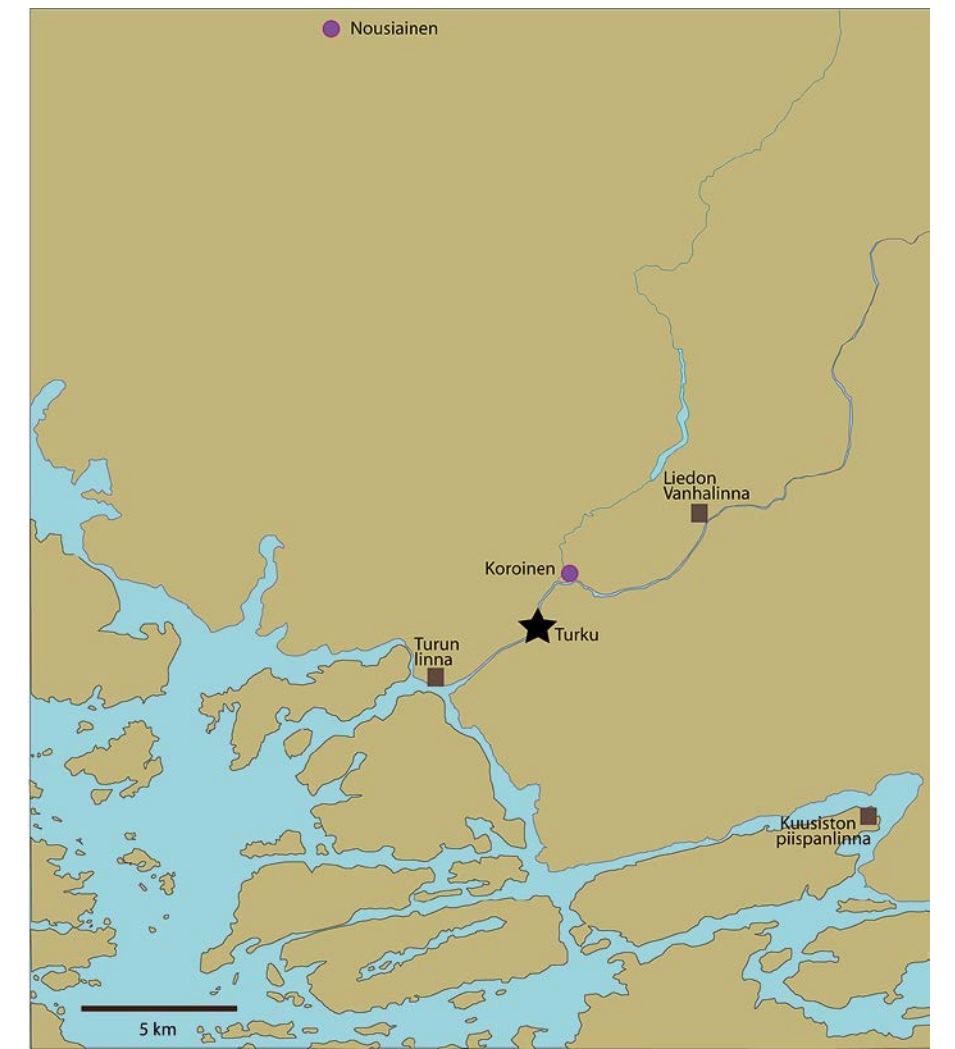 Nousiainen
Liedon
Vanhalinna
Koroinen
Turku
Turun
linna
Kuusiston
piispanlinna
5 km